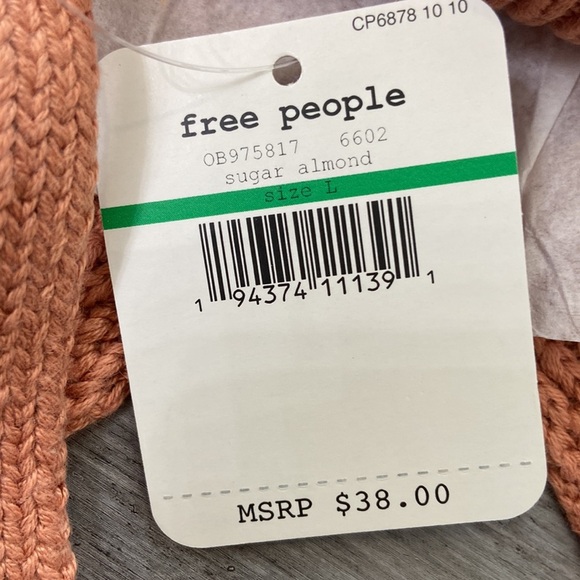 CP6878 10 10
free people
OB975817 6602
sugar almond
size L
1 94374 11139 1
MSRP $38.00